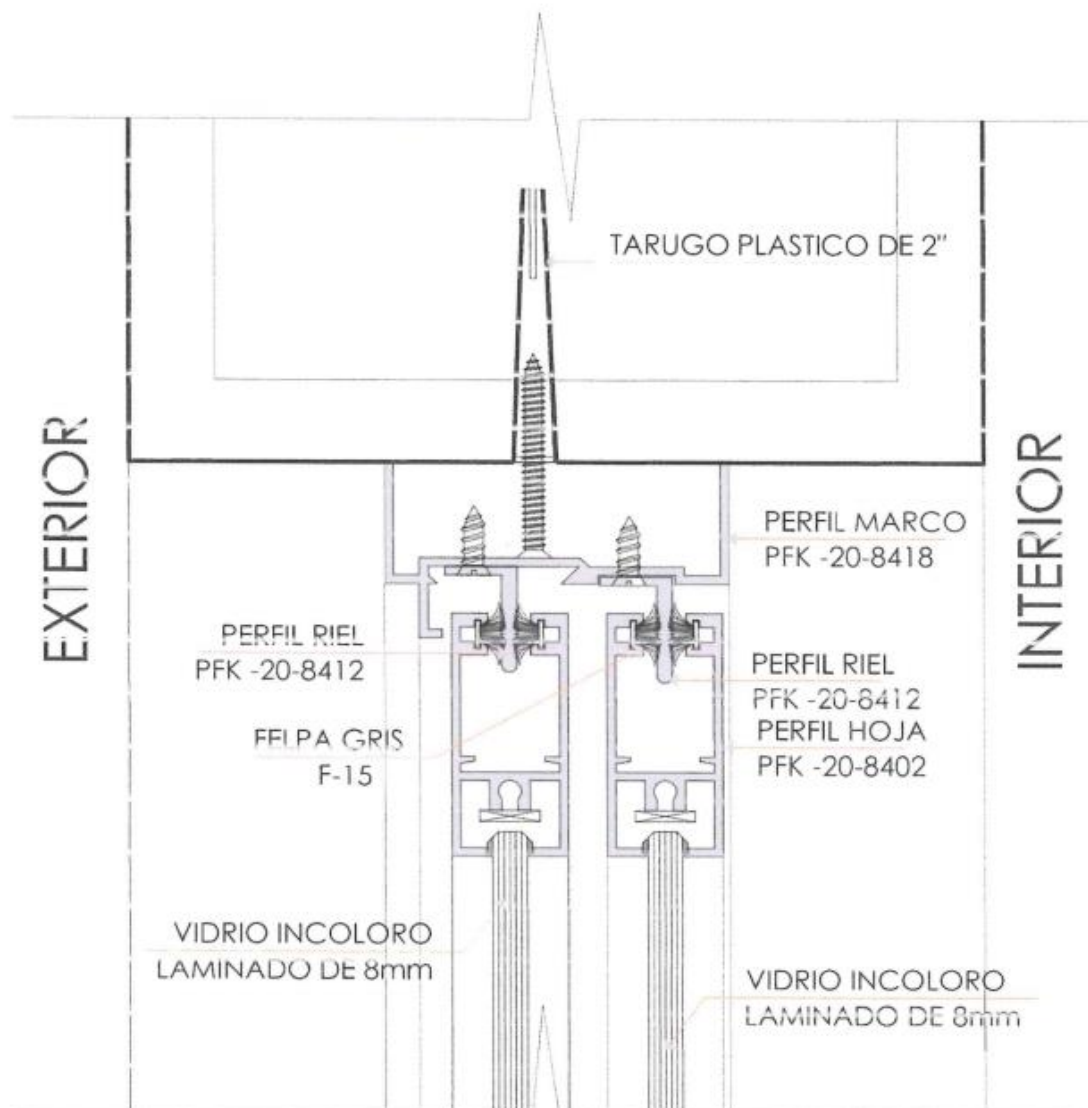 TARUGO PLASTICO DE 2"
EXTERIOR
INTERIOR
PERFIL MARCO
PFK -20-8418
PERFIL RIEL
PFK -20-8412
PERFIL RIEL
PFK -20-8412
FELPA GRIS
F-15
PERFIL HOJA
PFK -20-8402
VIDRIO INCOLORO
LAMINADO DE 8mm
VIDRIO INCOLORO
LAMINADO DE 8mm